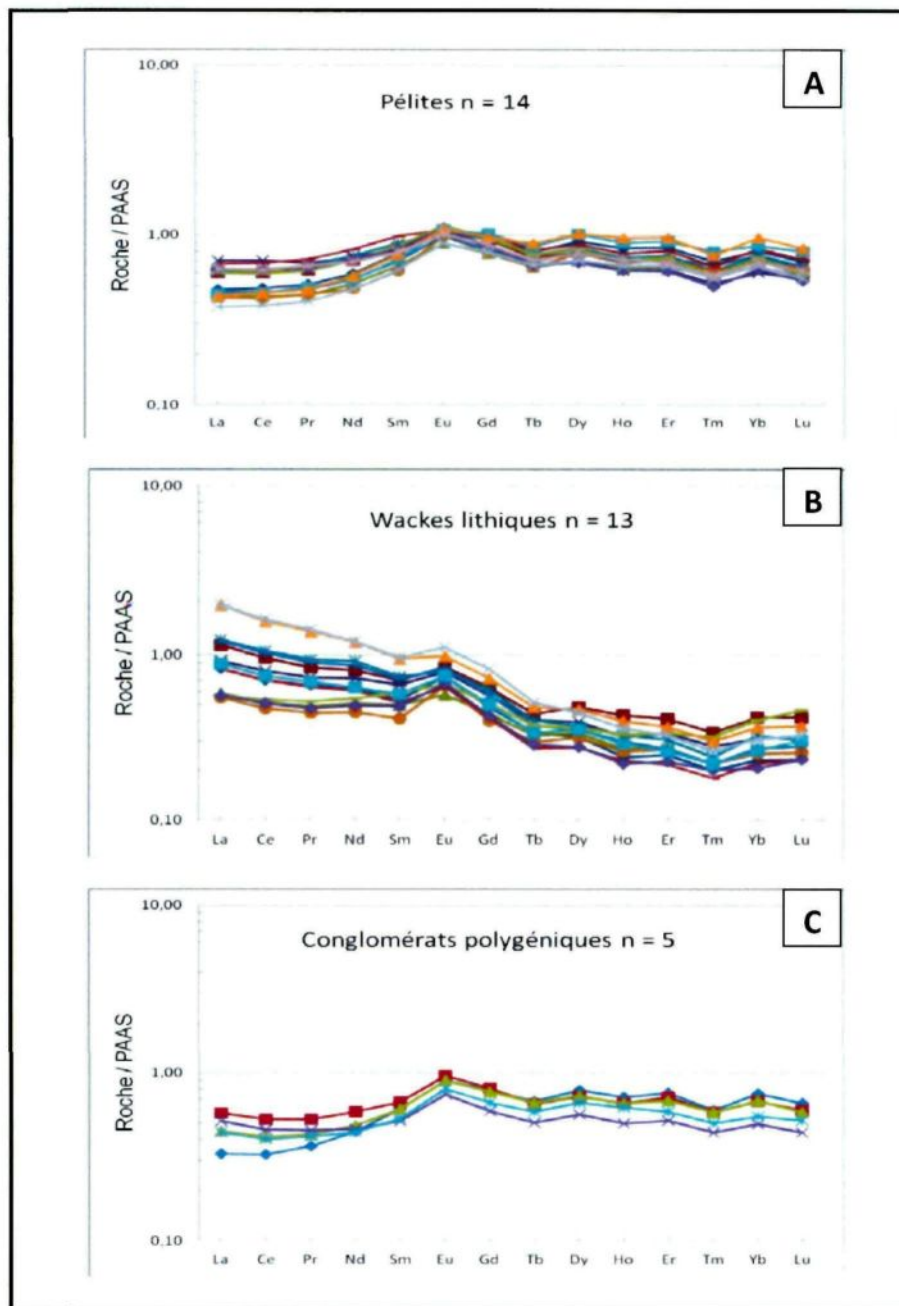 A
10,00
Pélites n = 14
1,00
Roche / PAAS
0,10
La Ce Pr Nd Sm Eu Gd Tb Dy Ho Er Tm Yb Lu
B
10,00
Wackes lithiques n = 13
1,00
Roche / PAAS
0,10
La Ce Pr Nd Sm Eu Gd Tb Dy Ho Er Tm Yb Lu
C
10,00
Conglomérats polygéniques n = 5
1,00
Roche / PAAS
0,10
La Ce Pr Nd Sm Eu Gd Tb Dy Ho Er Tm Yb Lu